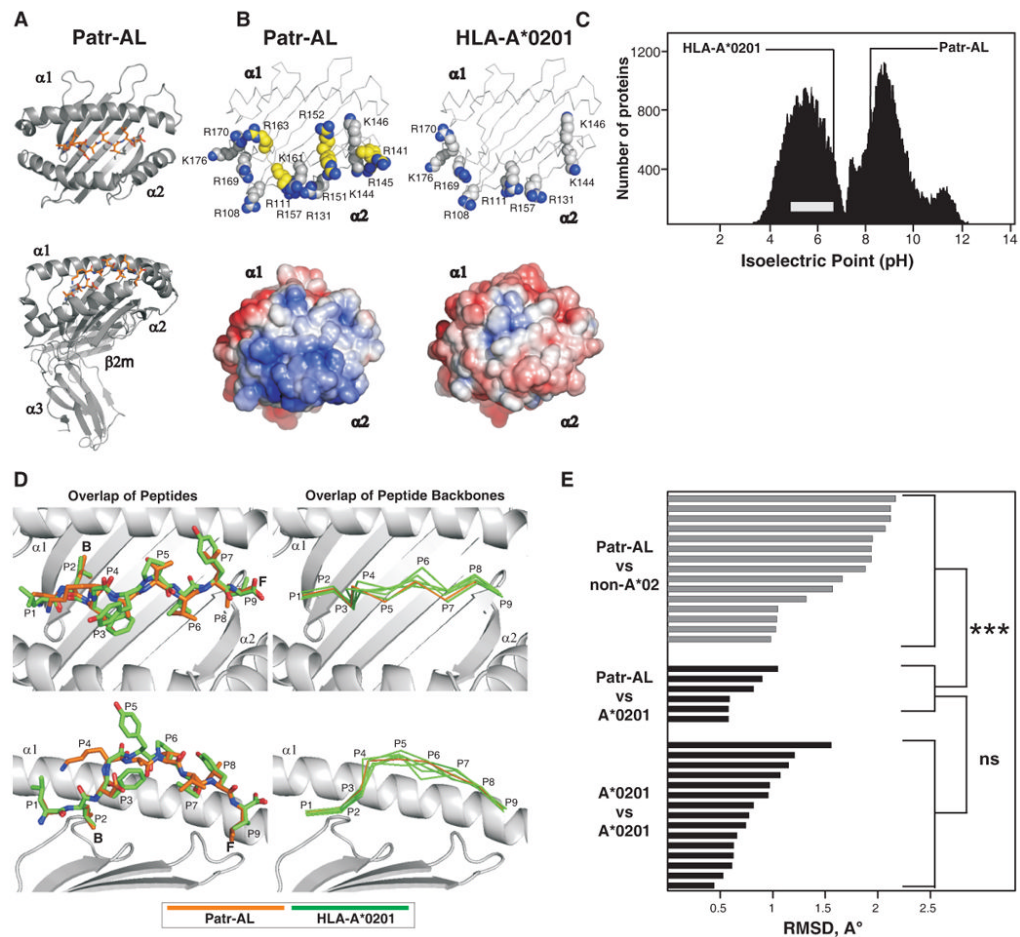 A
Patr-AL
α1
α2
α1
α2
β2m
α3
B
Patr-AL
HLA-A*0201
α1
R152
K146
R163
R170
R141
K161
K176
R169
R145
R151
K144
R108
R111
R157
R131
α2
α1
K146
R170
K176
R169
K144
R111
R131
R108
R157
α2
α1
α2
α1
α2
C
HLA-A*0201
Patr-AL
Number of proteins
1200
800
400
2 4 6 8 10 12 14
Isoelectric Point (pH)
D
Overlap of Peptides
Overlap of Peptide Backbones
α1
B
P2
P4
P5
P7
F
P1
P9
P3
P6
P8
α2
α1
P2
P4
P6
P8
P1
P3
P5
P7
P9
α2
α1
P5
P4
P6
P8
P1
P3
P7
P2
P9
B
F
α1
P4
P5
P6
P7
P3
P8
P1
P2
P9
Patr-AL
HLA-A*0201
E
Patr-AL
vs
non-A*02
***
Patr-AL
vs
A*0201
ns
A*0201
vs
A*0201
0.5 1 1.5 2 2.5
RMSD, A°